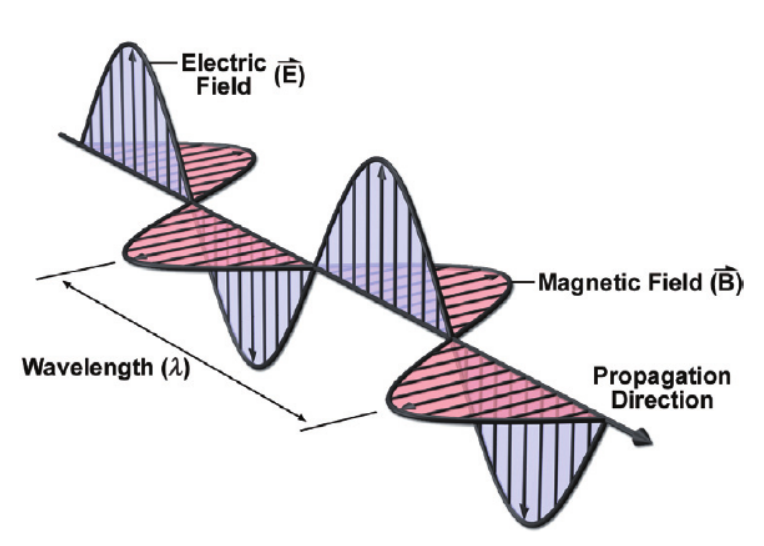 Electric
Field (E⃗)
Magnetic Field (B⃗)
Wavelength (λ)
Propagation
Direction